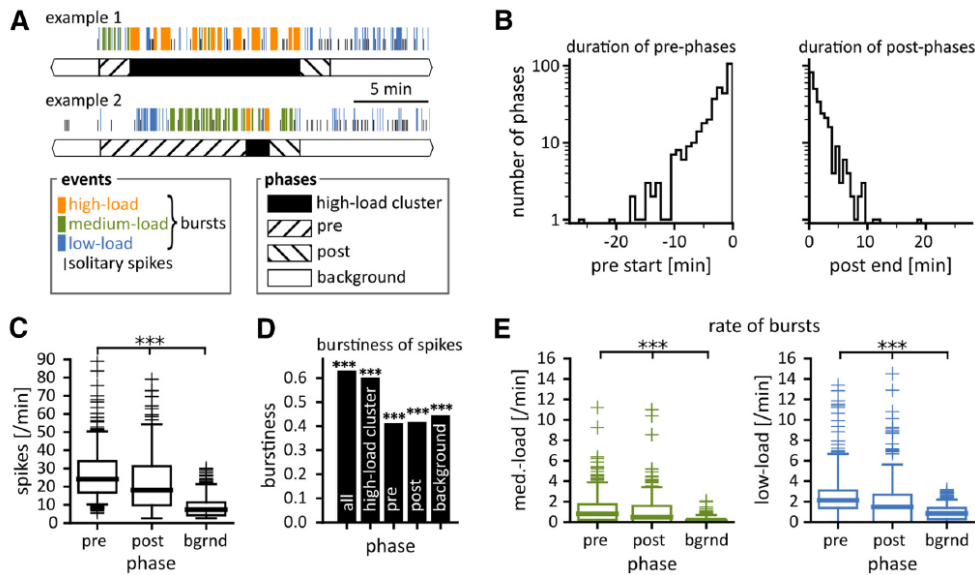 A
example 1
example 2
5 min
events
high-load
medium-load
low-load
bursts
solitary spikes
phases
high-load cluster
pre
post
background
B
duration of pre-phases
duration of post-phases
number of phases
100
10
1
-20
-10
0
pre start [min]
0
10
20
post end [min]
C
***
spikes [/min]
90
80
70
60
50
40
30
20
10
0
pre
post
bgrnd
phase
D
burstiness of spikes
burstiness
0.6
0.5
0.4
0.3
0.2
0.1
0.0
***
***
***
***
***
all
high-load cluster
pre
post
background
phase
E
rate of bursts
***
med.-load [/min]
16
14
12
10
8
6
4
2
0
pre
post
bgrnd
phase
***
low-load [/min]
16
14
12
10
8
6
4
2
0
pre
post
bgrnd
phase